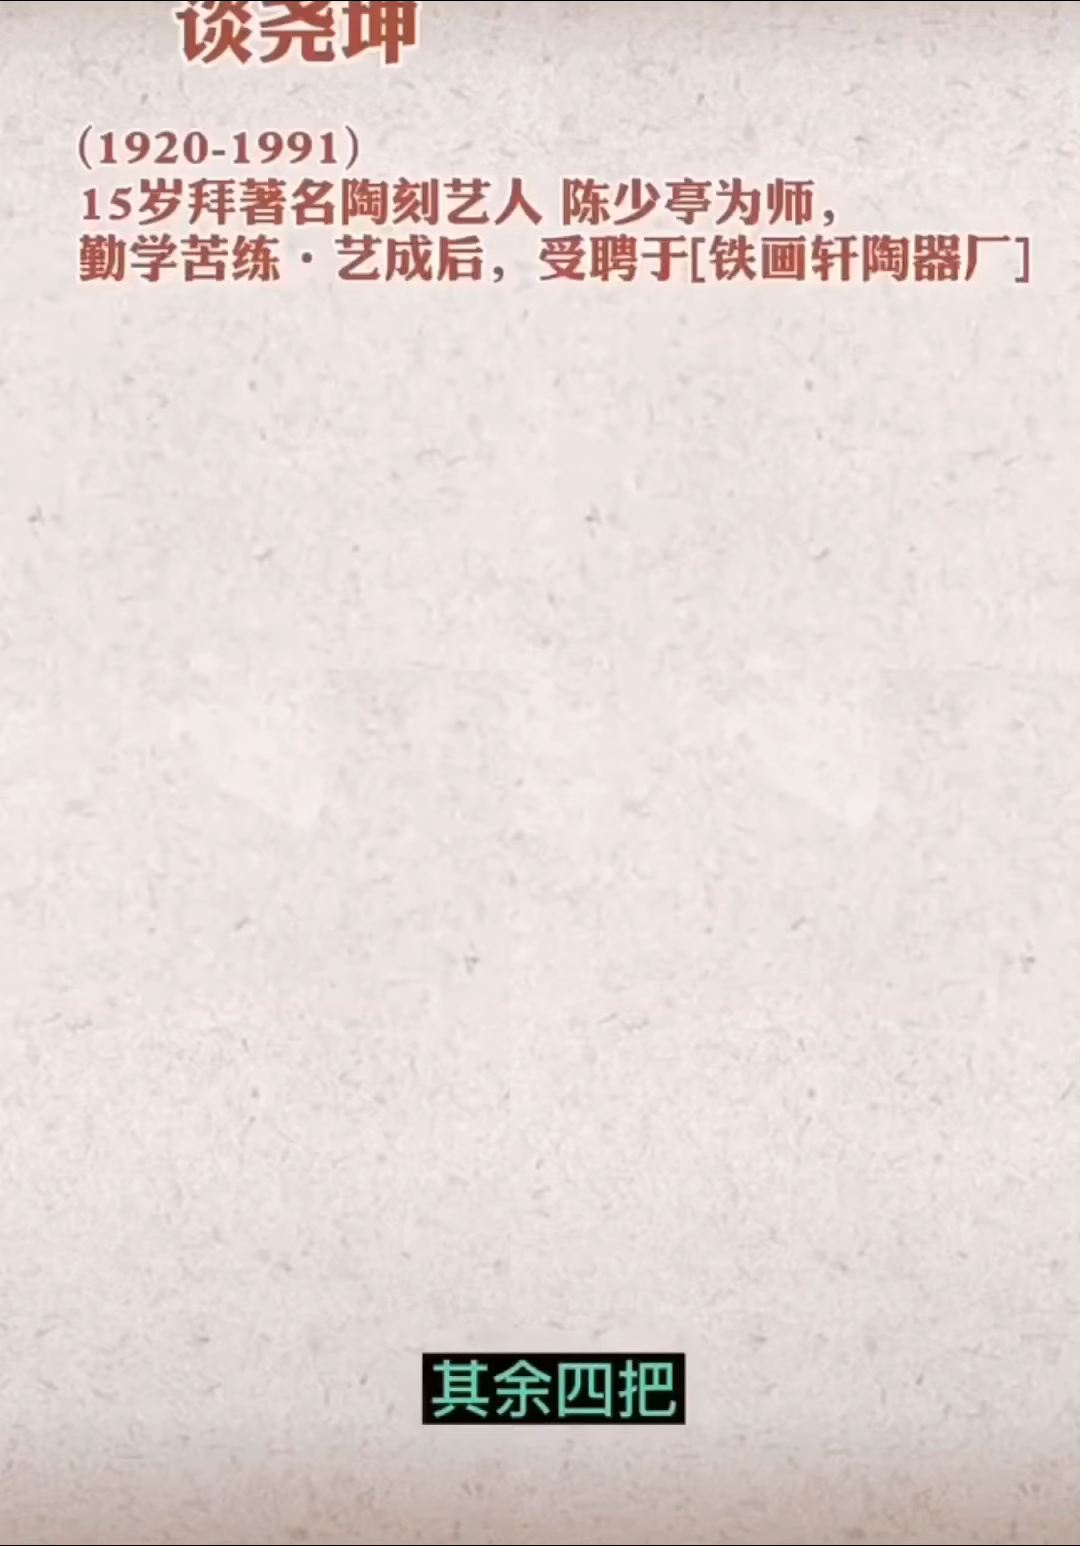 谈尧坤
(1920-1991)
15岁拜著名陶刻艺人 陈少亭为师，
勤学苦练·艺成后，受聘于[铁画轩陶器厂]
其余四把